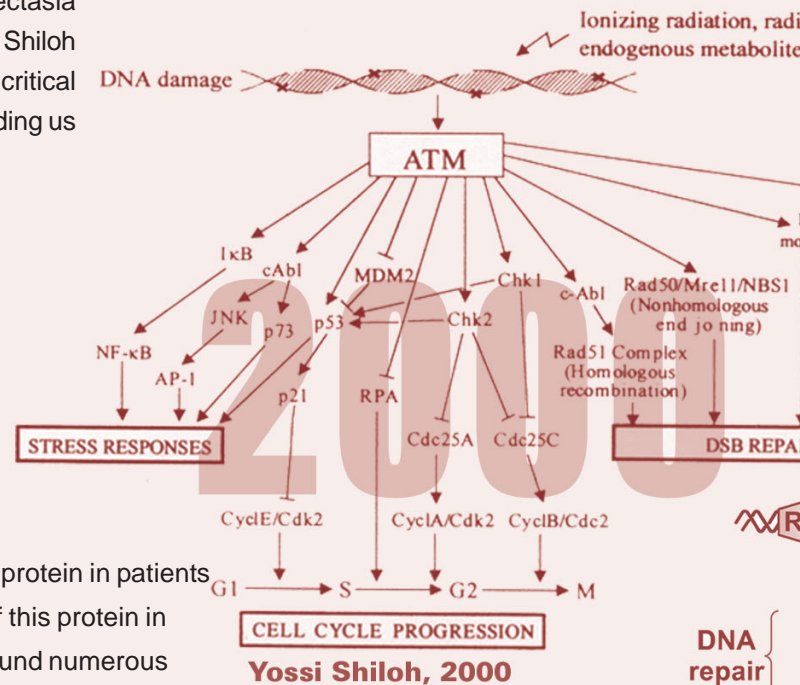 ectasia
Shiloh
critical
ding us
Ionizing radiation, radi
endogenous metabolite
DNA damage
ATM
IκB
cAbl
MDM2
Chk1
c-Abl
Rad50/Mre11/NBS1
(Nonhomologous
end jo ning)
mo
JNK
p73
p53
Chk2
NF-κB
AP-1
Rad51 Complex
(Homologous
recombination)
p21
RPA
2000
STRESS RESPONSES
Cdc25A
Cdc25C
DSB REPA
CyclE/Cdk2
CyclA/Cdk2
CyclB/Cdc2
R
protein in patients
G1
S
G2
M
f this protein in
CELL CYCLE PROGRESSION
und numerous
Yossi Shiloh, 2000
DNA
repair